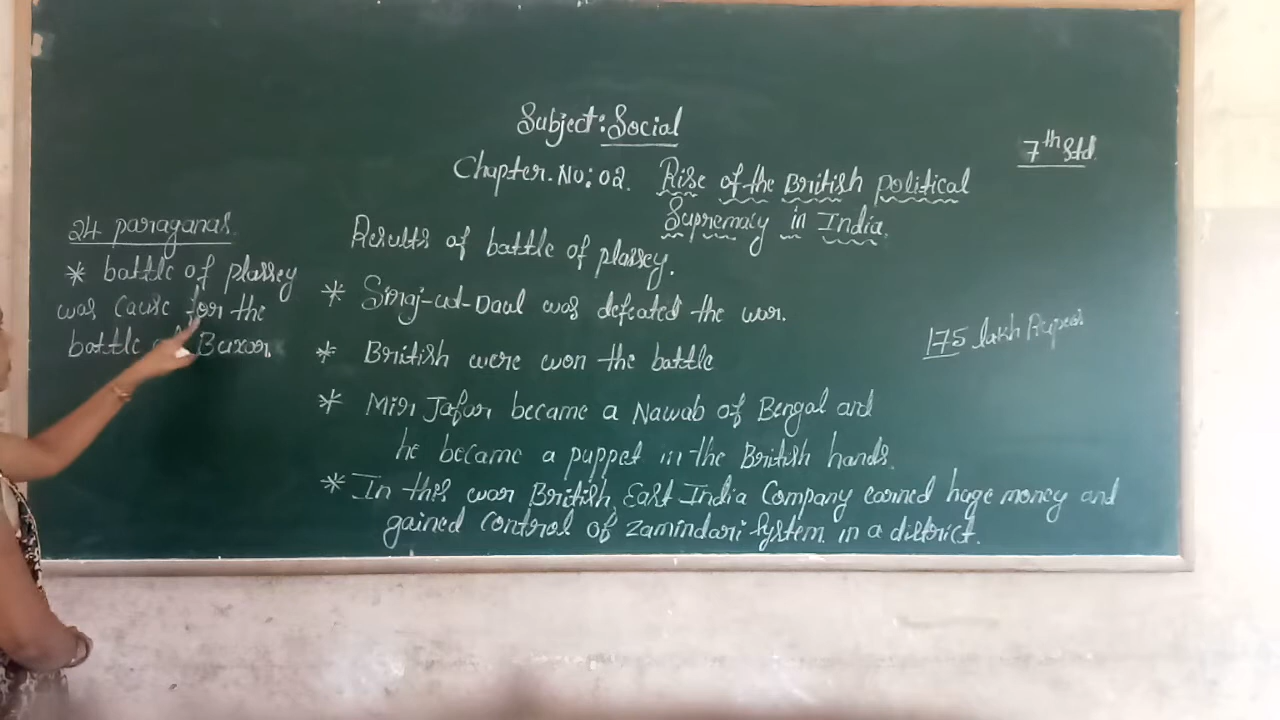 Subject: Social
7th Std.
Chapter. No: 02. Rise of the British political
Supremacy in India.
24 paraganas.
* battle of plassey
was cause for the
battle Buxar.
Results of battle of plassey.
* Siraj-ud-Daul was defeated the war.
* British were won the battle
* Mir Jafar became a Nawab of Bengal and
he became a puppet in the British hands.
* In this war British East India Company earned huge money and
gained control of Zamindari System in a district.
175 lakh Rupees